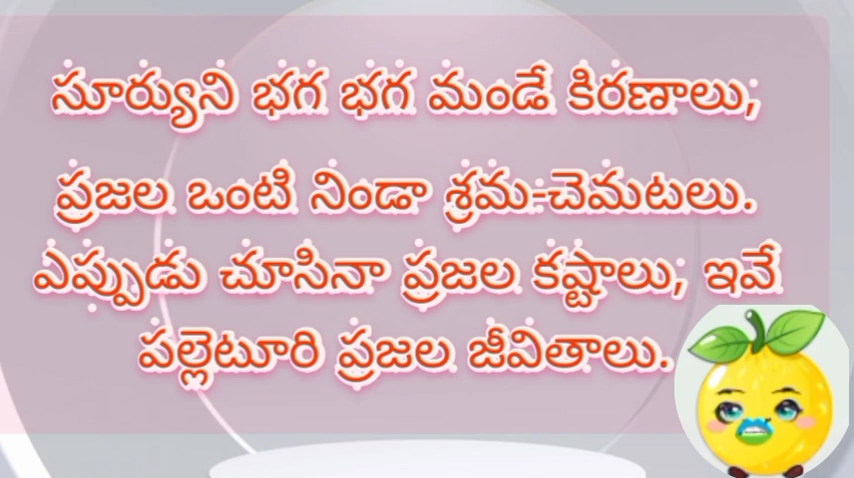 సూర్యుని భగ భగ మండే కిరణాలు;
ప్రజల ఒంటి నిండా శ్రమ-చెమటలు.
ఎప్పుడు చూసినా ప్రజల కష్టాలు; ఇవే
పల్లెటూరి ప్రజల జీవితాలు.